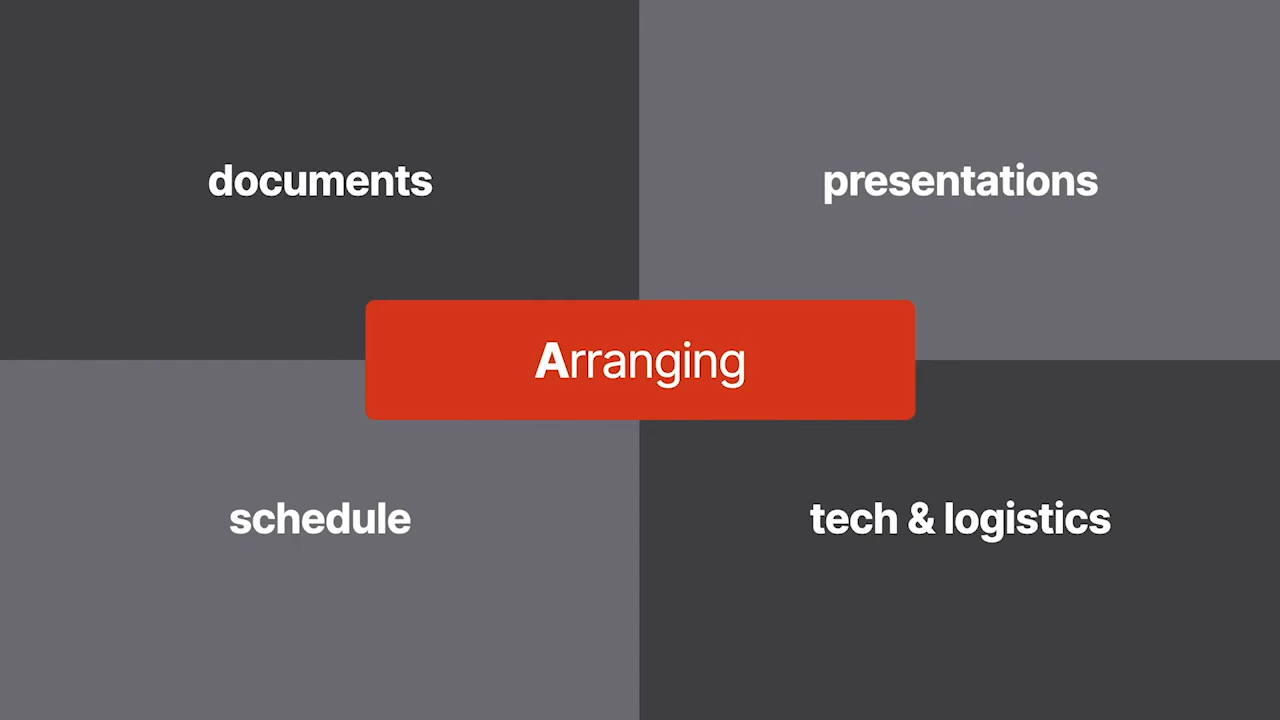 documents
presentations
Arranging
schedule
tech & logistics